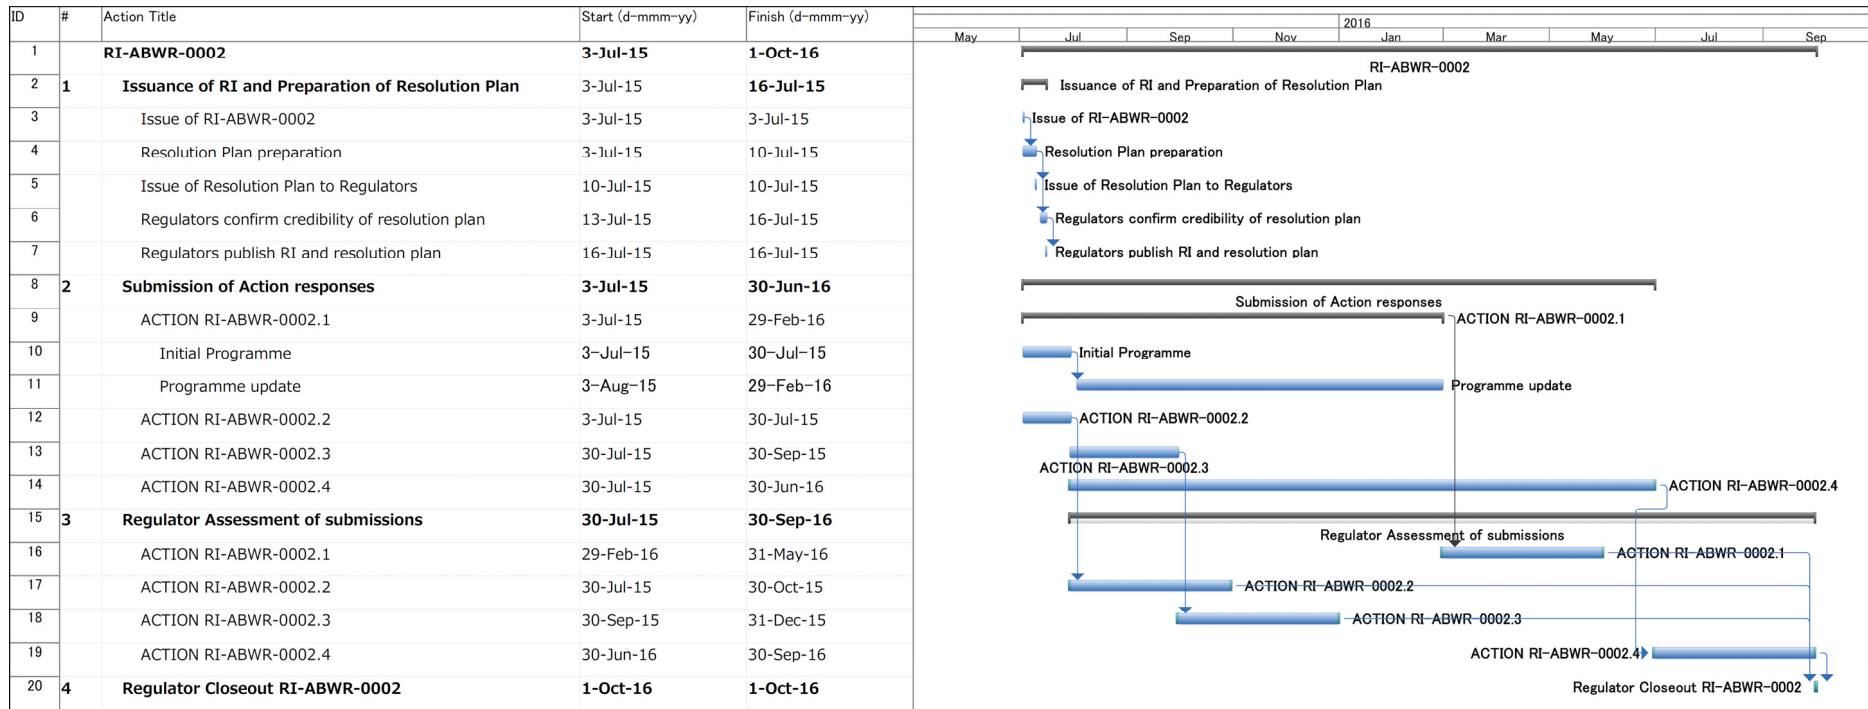 ID # Action Title Start (d-mmm-yy) Finish (d-mmm-yy)
2016
May Jul Sep Nov Jan Mar May Jul Sep
1 RI-ABWR-0002 3-Jul-15 1-Oct-16
RI-ABWR-0002
2 1 Issuance of RI and Preparation of Resolution Plan 3-Jul-15 16-Jul-15 Issuance of RI and Preparation of Resolution Plan
3 Issue of RI-ABWR-0002 3-Jul-15 3-Jul-15 Issue of RI-ABWR-0002
4 Resolution Plan preparation 3-Jul-15 10-Jul-15 Resolution Plan preparation
5 Issue of Resolution Plan to Regulators 10-Jul-15 10-Jul-15 Issue of Resolution Plan to Regulators
6 Regulators confirm credibility of resolution plan 13-Jul-15 16-Jul-15 Regulators confirm credibility of resolution plan
7 Regulators publish RI and resolution plan 16-Jul-15 16-Jul-15 Regulators publish RI and resolution plan
8 2 Submission of Action responses 3-Jul-15 30-Jun-16
Submission of Action responses
9 ACTION RI-ABWR-0002.1 3-Jul-15 29-Feb-16 ACTION RI-ABWR-0002.1
10 Initial Programme 3-Jul-15 30-Jul-15 Initial Programme
11 Programme update 3-Aug-15 29-Feb-16 Programme update
12 ACTION RI-ABWR-0002.2 3-Jul-15 30-Jul-15 ACTION RI-ABWR-0002.2
13 ACTION RI-ABWR-0002.3 30-Jul-15 30-Sep-15
ACTION RI-ABWR-0002.3
14 ACTION RI-ABWR-0002.4 30-Jul-15 30-Jun-16 ACTION RI-ABWR-0002.4
15 3 Regulator Assessment of submissions 30-Jul-15 30-Sep-16
Regulator Assessment of submissions
16 ACTION RI-ABWR-0002.1 29-Feb-16 31-May-16 ACTION RI-ABWR-0002.1
17 ACTION RI-ABWR-0002.2 30-Jul-15 30-Oct-15 ACTION RI-ABWR-0002.2
18 ACTION RI-ABWR-0002.3 30-Sep-15 31-Dec-15 ACTION RI-ABWR-0002.3
19 ACTION RI-ABWR-0002.4 30-Jun-16 30-Sep-16 ACTION RI-ABWR-0002.4
20 4 Regulator Closeout RI-ABWR-0002 1-Oct-16 1-Oct-16 Regulator Closeout RI-ABWR-0002